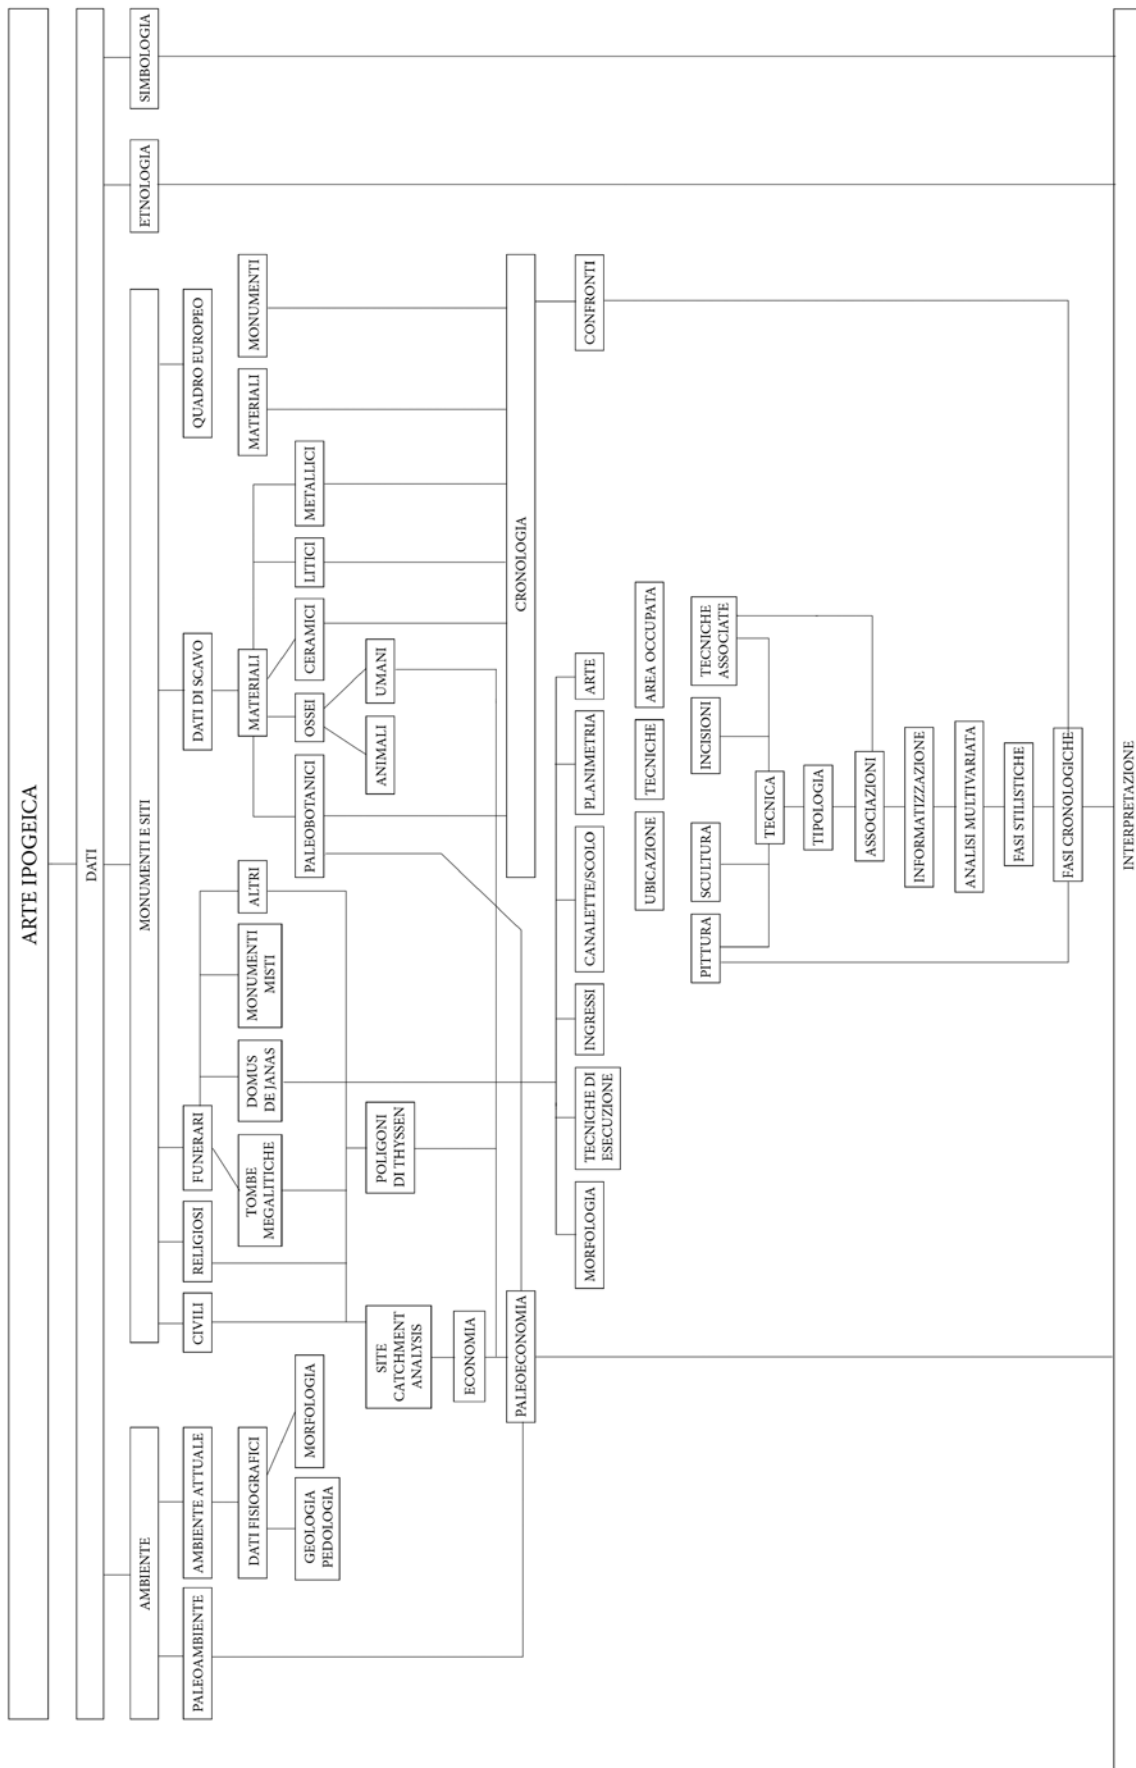 ARTE IPOGEICA
DATI
AMBIENTE
MONUMENTI E SITI
ETNOLOGIA
SIMBOLOGIA
PALEOAMBIENTE
AMBIENTE ATTUALE
CIVILI
RELIGIOSI
FUNERARI
DATI DI SCAVO
QUADRO EUROPEO
DATI FISIOGRAFICI
TOMBE
MEGALITICHE
DOMUS
DE JANAS
MONUMENTI
MISTI
ALTRI
MATERIALI
MATERIALI
MONUMENTI
GEOLOGIA
PEDOLOGIA
MORFOLOGIA
PALEOBOTANICI
OSSEI
CERAMICI
LITICI
METALLICI
SITE
CATCHMENT
ANALYSIS
POLIGONI
DI THYSSEN
ANIMALI
UMANI
ECONOMIA
PALEOECONOMIA
CRONOLOGIA
MORFOLOGIA
TECNICHE DI
ESECUZIONE
INGRESSI
CANALETTE/SCOLO
PLANIMETRIA
ARTE
CONFRONTI
UBICAZIONE
TECNICHE
AREA OCCUPATA
PITTURA
SCULTURA
INCISIONI
TECNICHE
ASSOCIATE
TECNICA
TIPOLOGIA
ASSOCIAZIONI
INFORMATIZZAZIONE
ANALISI MULTIVARIATA
FASI STILISTICHE
FASI CRONOLOGICHE
INTERPRETAZIONE